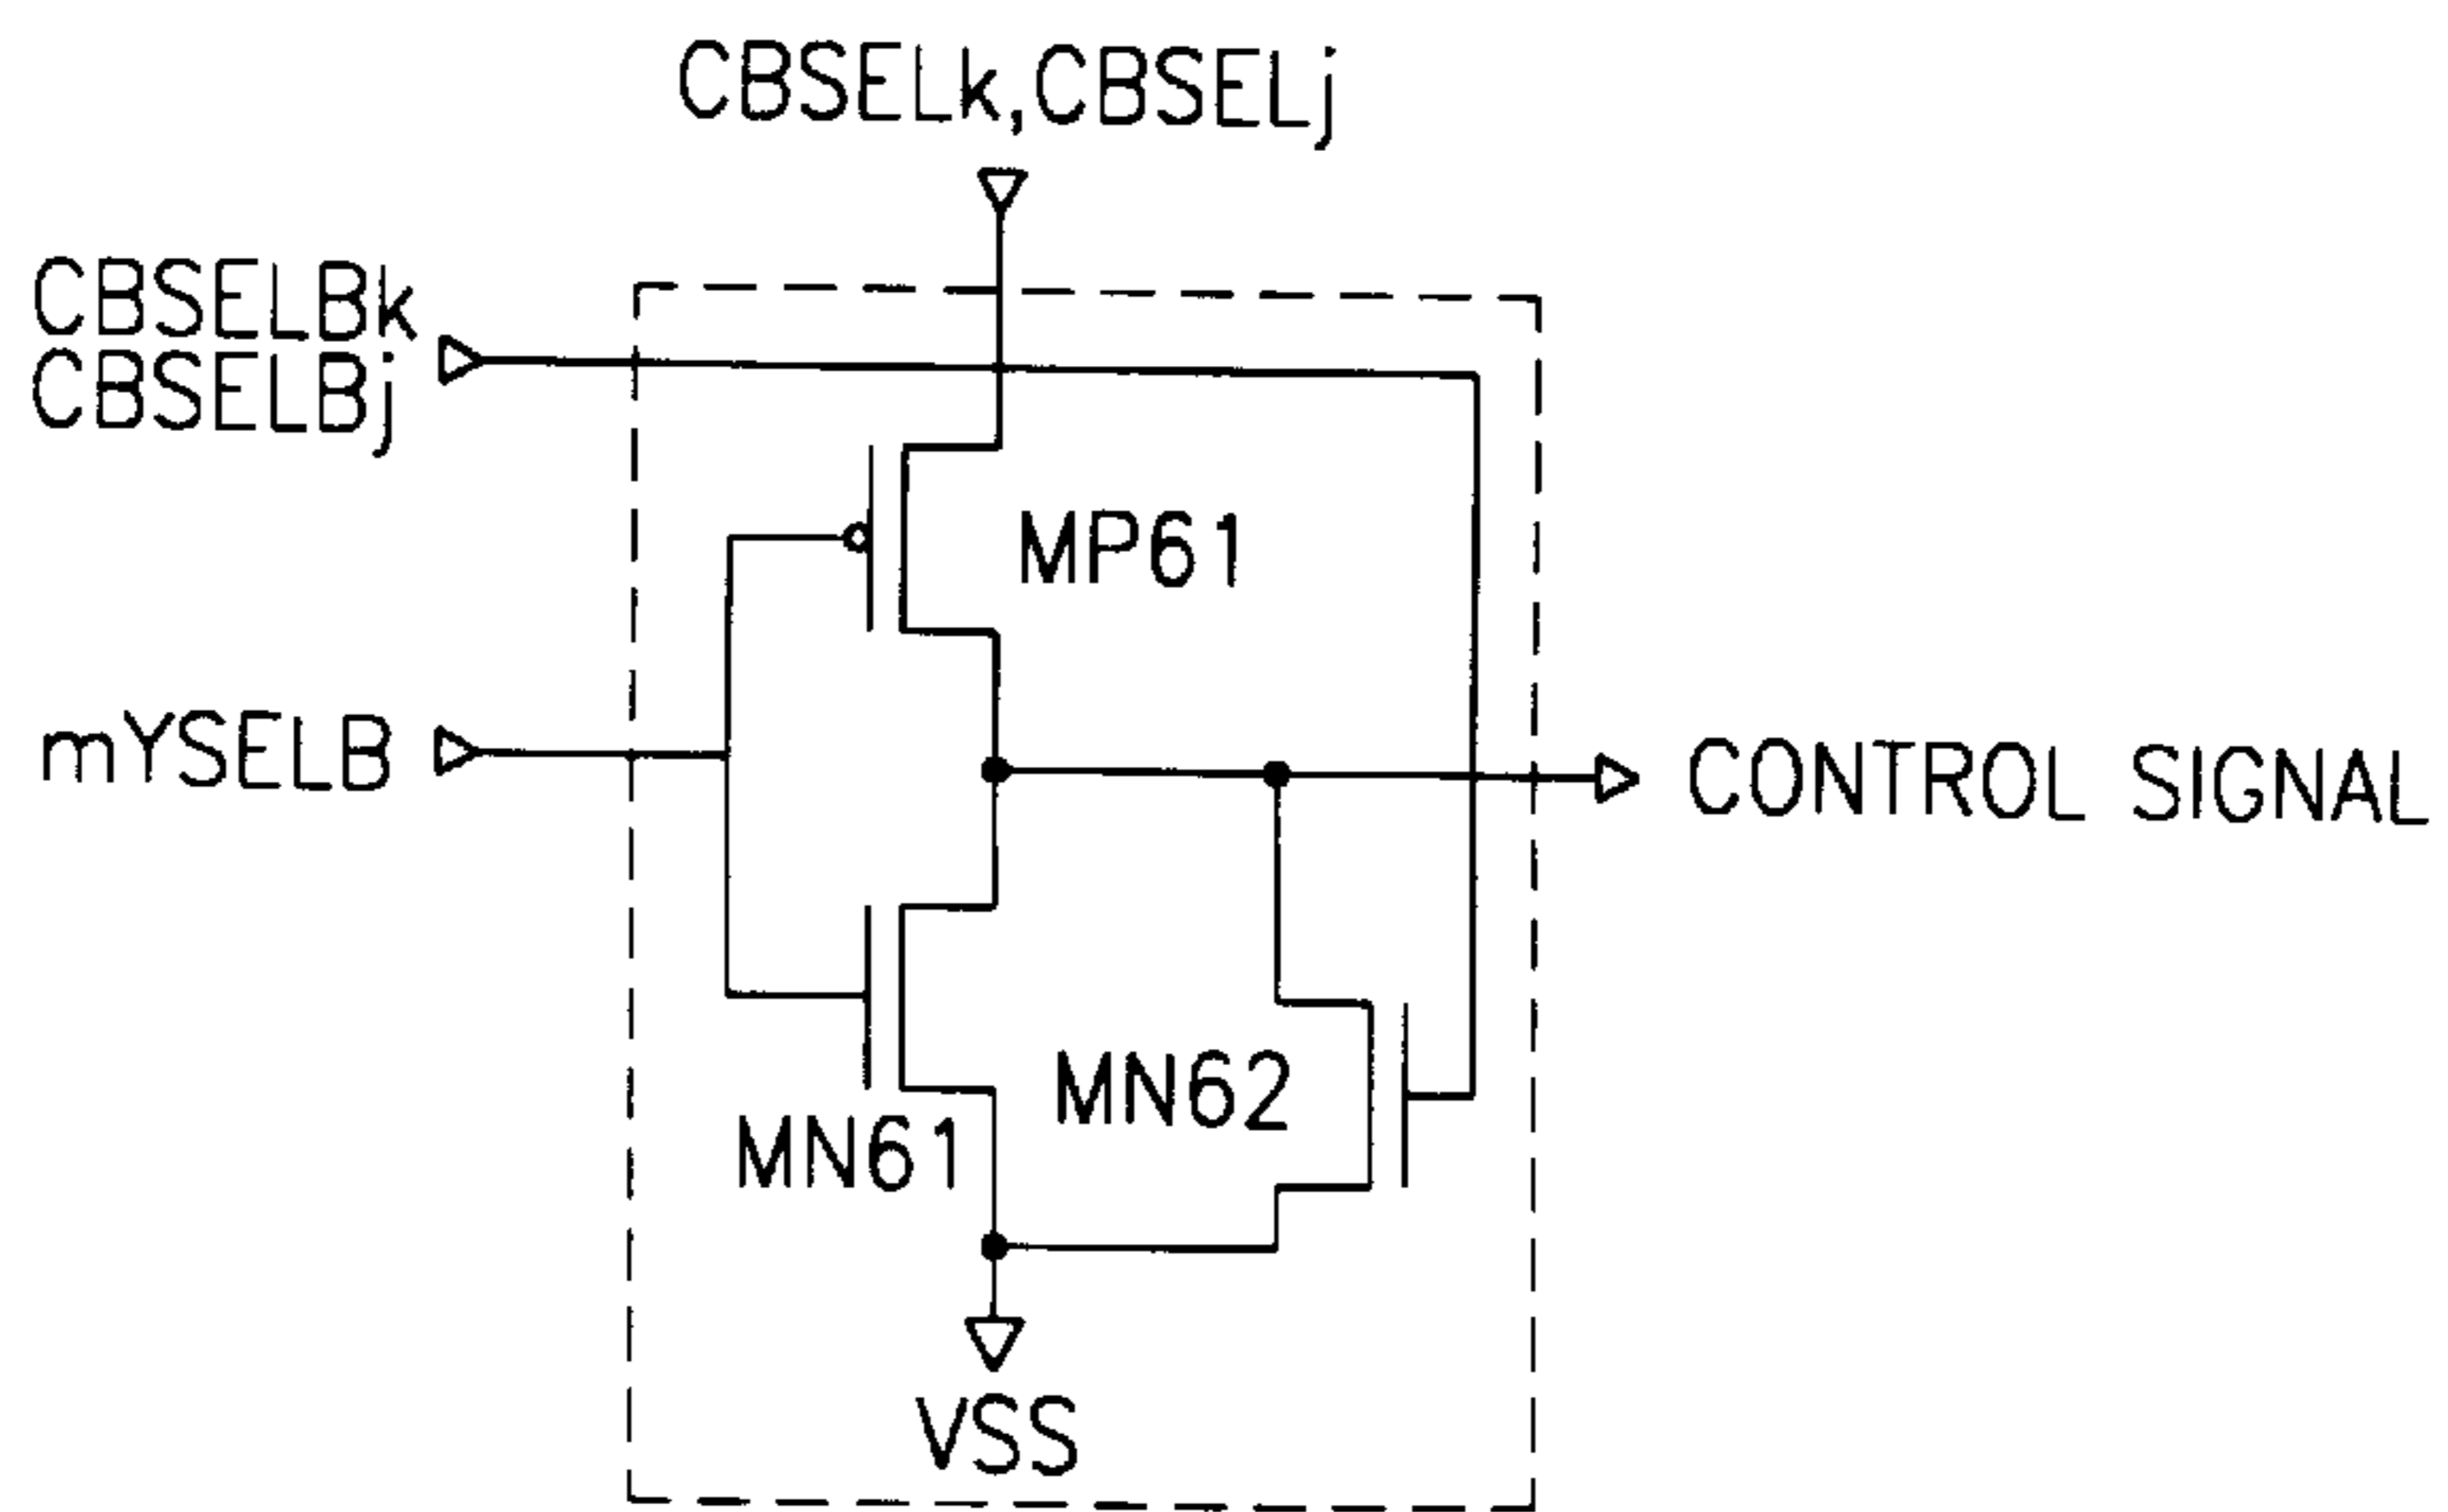 CBSELk,CBSELj
CBSELBk
CBSELBj
MP61
mYSELB
CONTROL SIGNAL
MN62
MN61
VSS